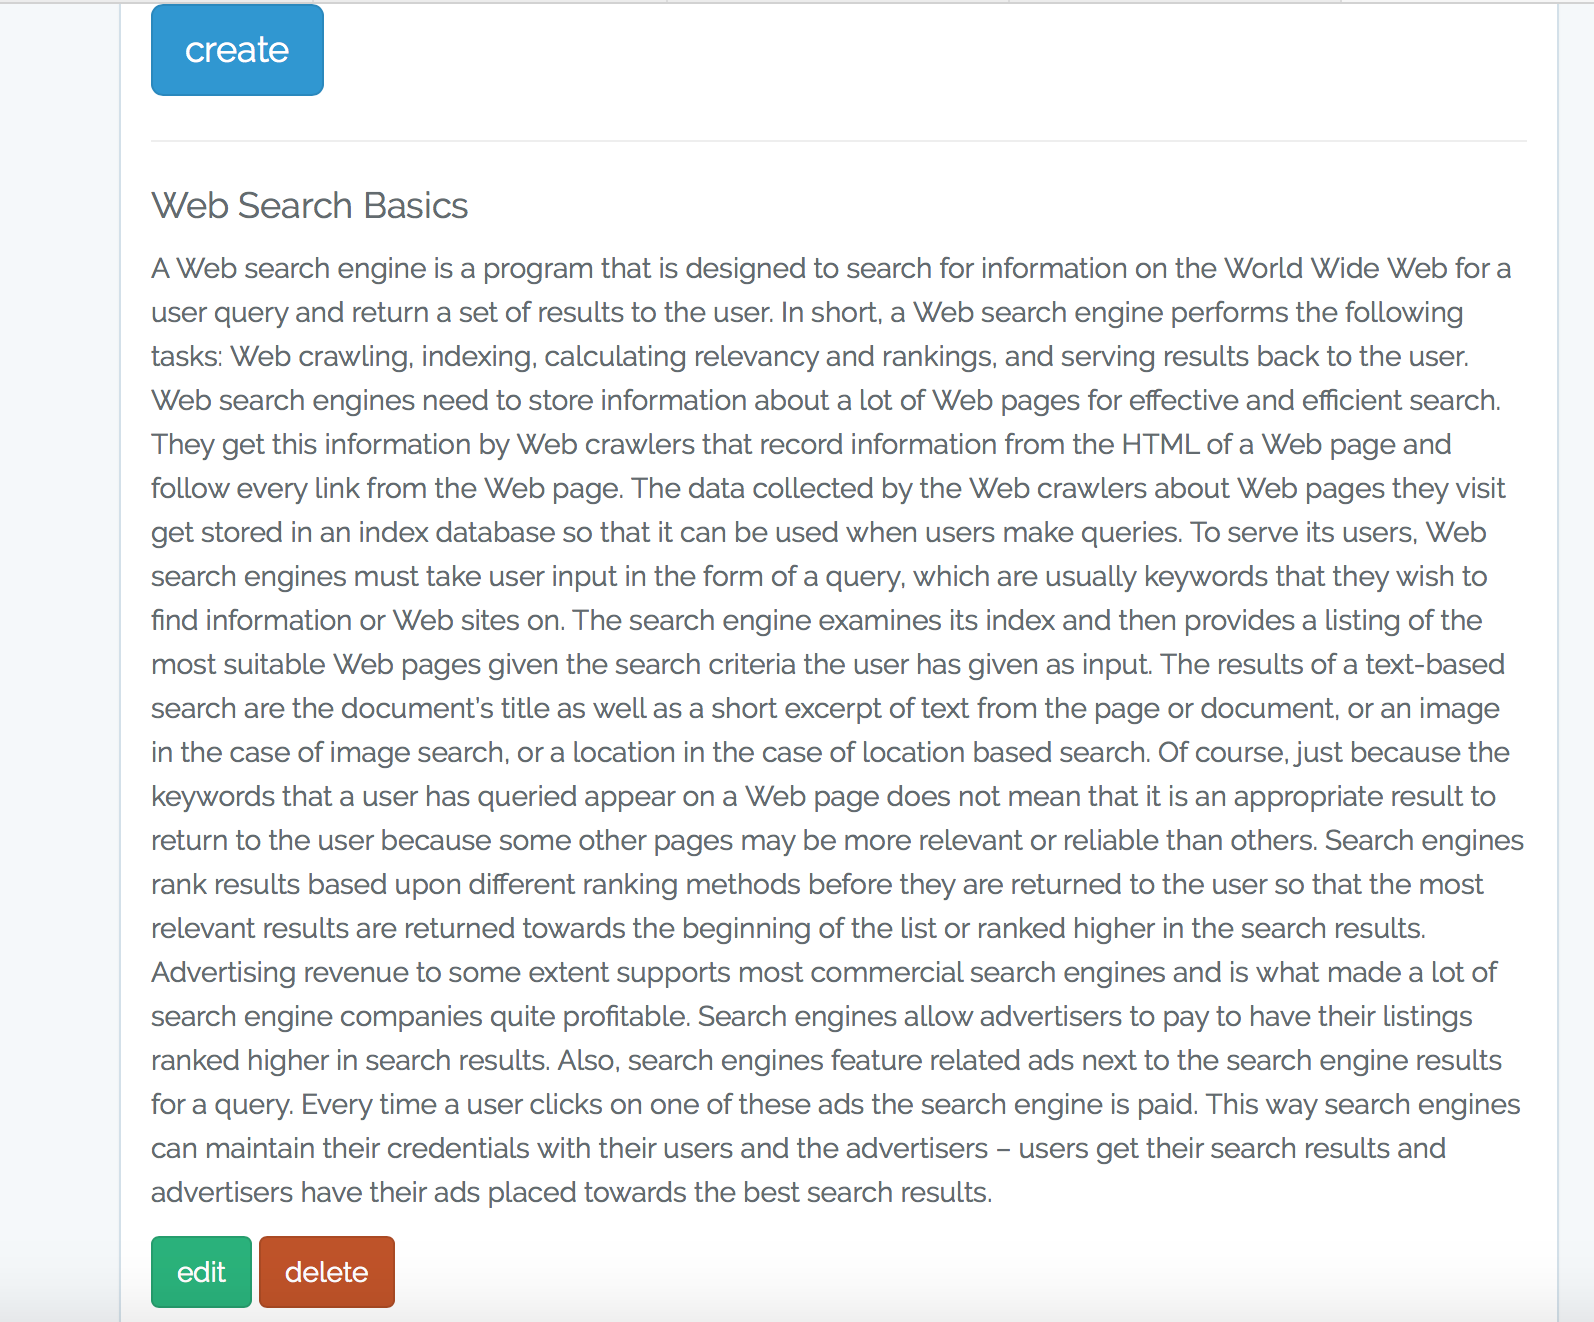 create
Web Search Basics
A Web search engine is a program that is designed to search for information on the World Wide Web for a
user query and return a set of results to the user. In short, a Web search engine performs the following
tasks: Web crawling, indexing, calculating relevancy and rankings, and serving results back to the user.
Web search engines need to store information about a lot of Web pages for effective and efficient search.
They get this information by Web crawlers that record information from the HTML of a Web page and
follow every link from the Web page. The data collected by the Web crawlers about Web pages they visit
get stored in an index database so that it can be used when users make queries. To serve its users, Web
search engines must take user input in the form of a query, which are usually keywords that they wish to
find information or Web sites on. The search engine examines its index and then provides a listing of the
most suitable Web pages given the search criteria the user has given as input. The results of a text-based
search are the document's title as well as a short excerpt of text from the page or document, or an image
in the case of image search, or a location in the case of location based search. Of course, just because the
keywords that a user has queried appear on a Web page does not mean that it is an appropriate result to
return to the user because some other pages may be more relevant or reliable than others. Search engines
rank results based upon different ranking methods before they are returned to the user so that the most
relevant results are returned towards the beginning of the list or ranked higher in the search results.
Advertising revenue to some extent supports most commercial search engines and is what made a lot of
search engine companies quite profitable. Search engines allow advertisers to pay to have their listings
ranked higher in search results. Also, search engines feature related ads next to the search engine results
for a query. Every time a user clicks on one of these ads the search engine is paid. This way search engines
can maintain their credentials with their users and the advertisers – users get their search results and
advertisers have their ads placed towards the best search results.
edit delete